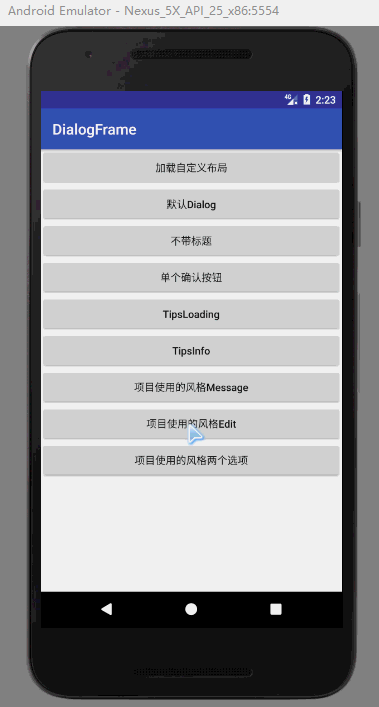 Android Emulator - Nexus_5X_API_25_x86:5554
4G 2:23
DialogFrame
加载自定义布局
默认Dialog
不带标题
单个确认按钮
TipsLoading
TipsInfo
项目使用的风格Message
项目使用的风格Edit
项目使用的风格两个选项